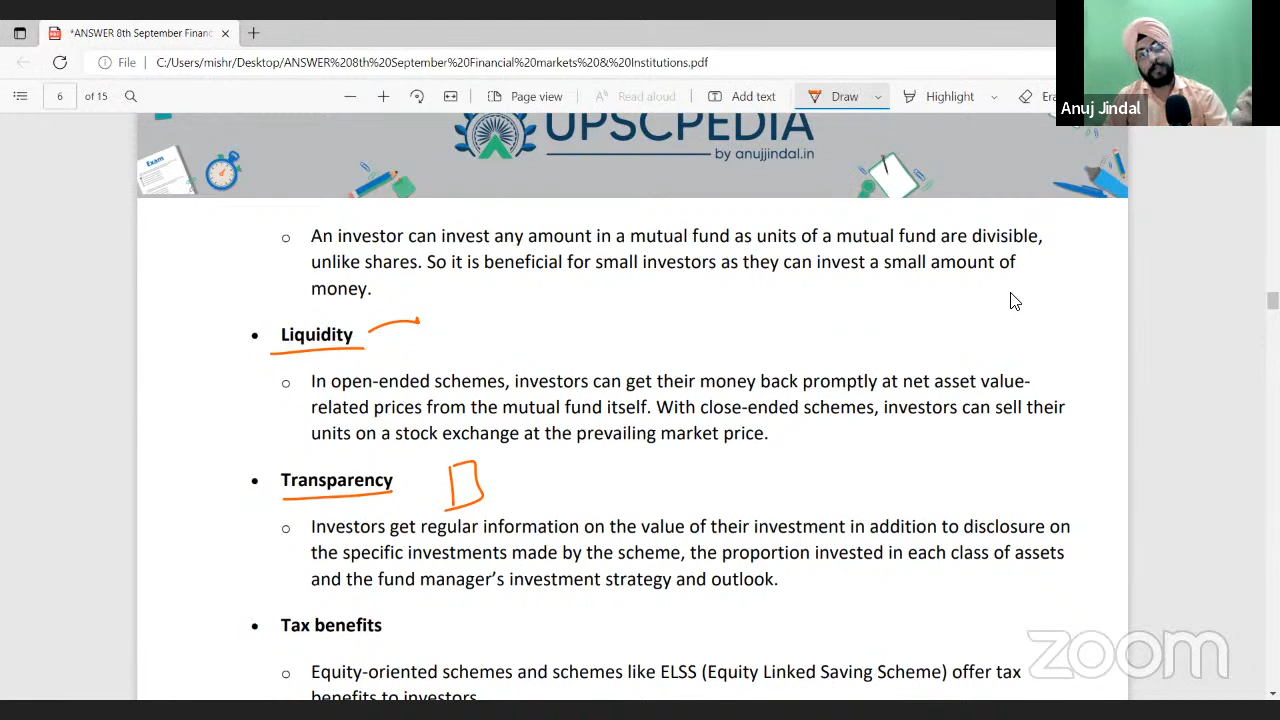 *ANSWER 8th September Financ
File
C:/Users/mishr/Desktop/ANSWER%208th%20September%20Financial%20markets%20&%20Institutions.pdf
6 of 15
Page view
Read aloud
Add text
Draw
Highlight
Era
Anuj Jindal
Exam
UPSCPEDIA
by anujjindal.in
o An investor can invest any amount in a mutual fund as units of a mutual fund are divisible,
unlike shares. So it is beneficial for small investors as they can invest a small amount of
money.
• Liquidity
o In open-ended schemes, investors can get their money back promptly at net asset value-
related prices from the mutual fund itself. With close-ended schemes, investors can sell their
units on a stock exchange at the prevailing market price.
• Transparency
o Investors get regular information on the value of their investment in addition to disclosure on
the specific investments made by the scheme, the proportion invested in each class of assets
and the fund manager’s investment strategy and outlook.
• Tax benefits
o Equity-oriented schemes and schemes like ELSS (Equity Linked Saving Scheme) offer tax
benefits to investors.
zoom